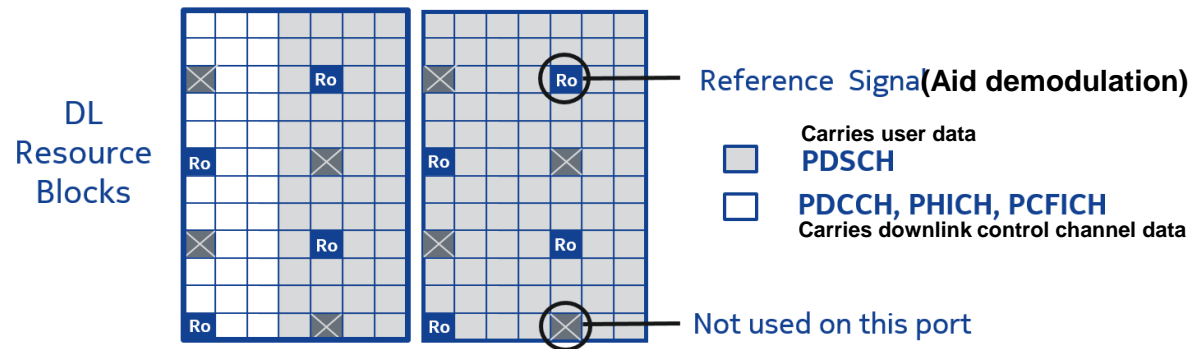 DL
Resource
Blocks
Ro
Ro
Ro
Ro
Ro
Ro
Ro
Ro
Reference Signal(Aid demodulation)
Carries user data
PDSCH
PDCCH, PHICH, PCFICH
Carries downlink control channel data
Not used on this port